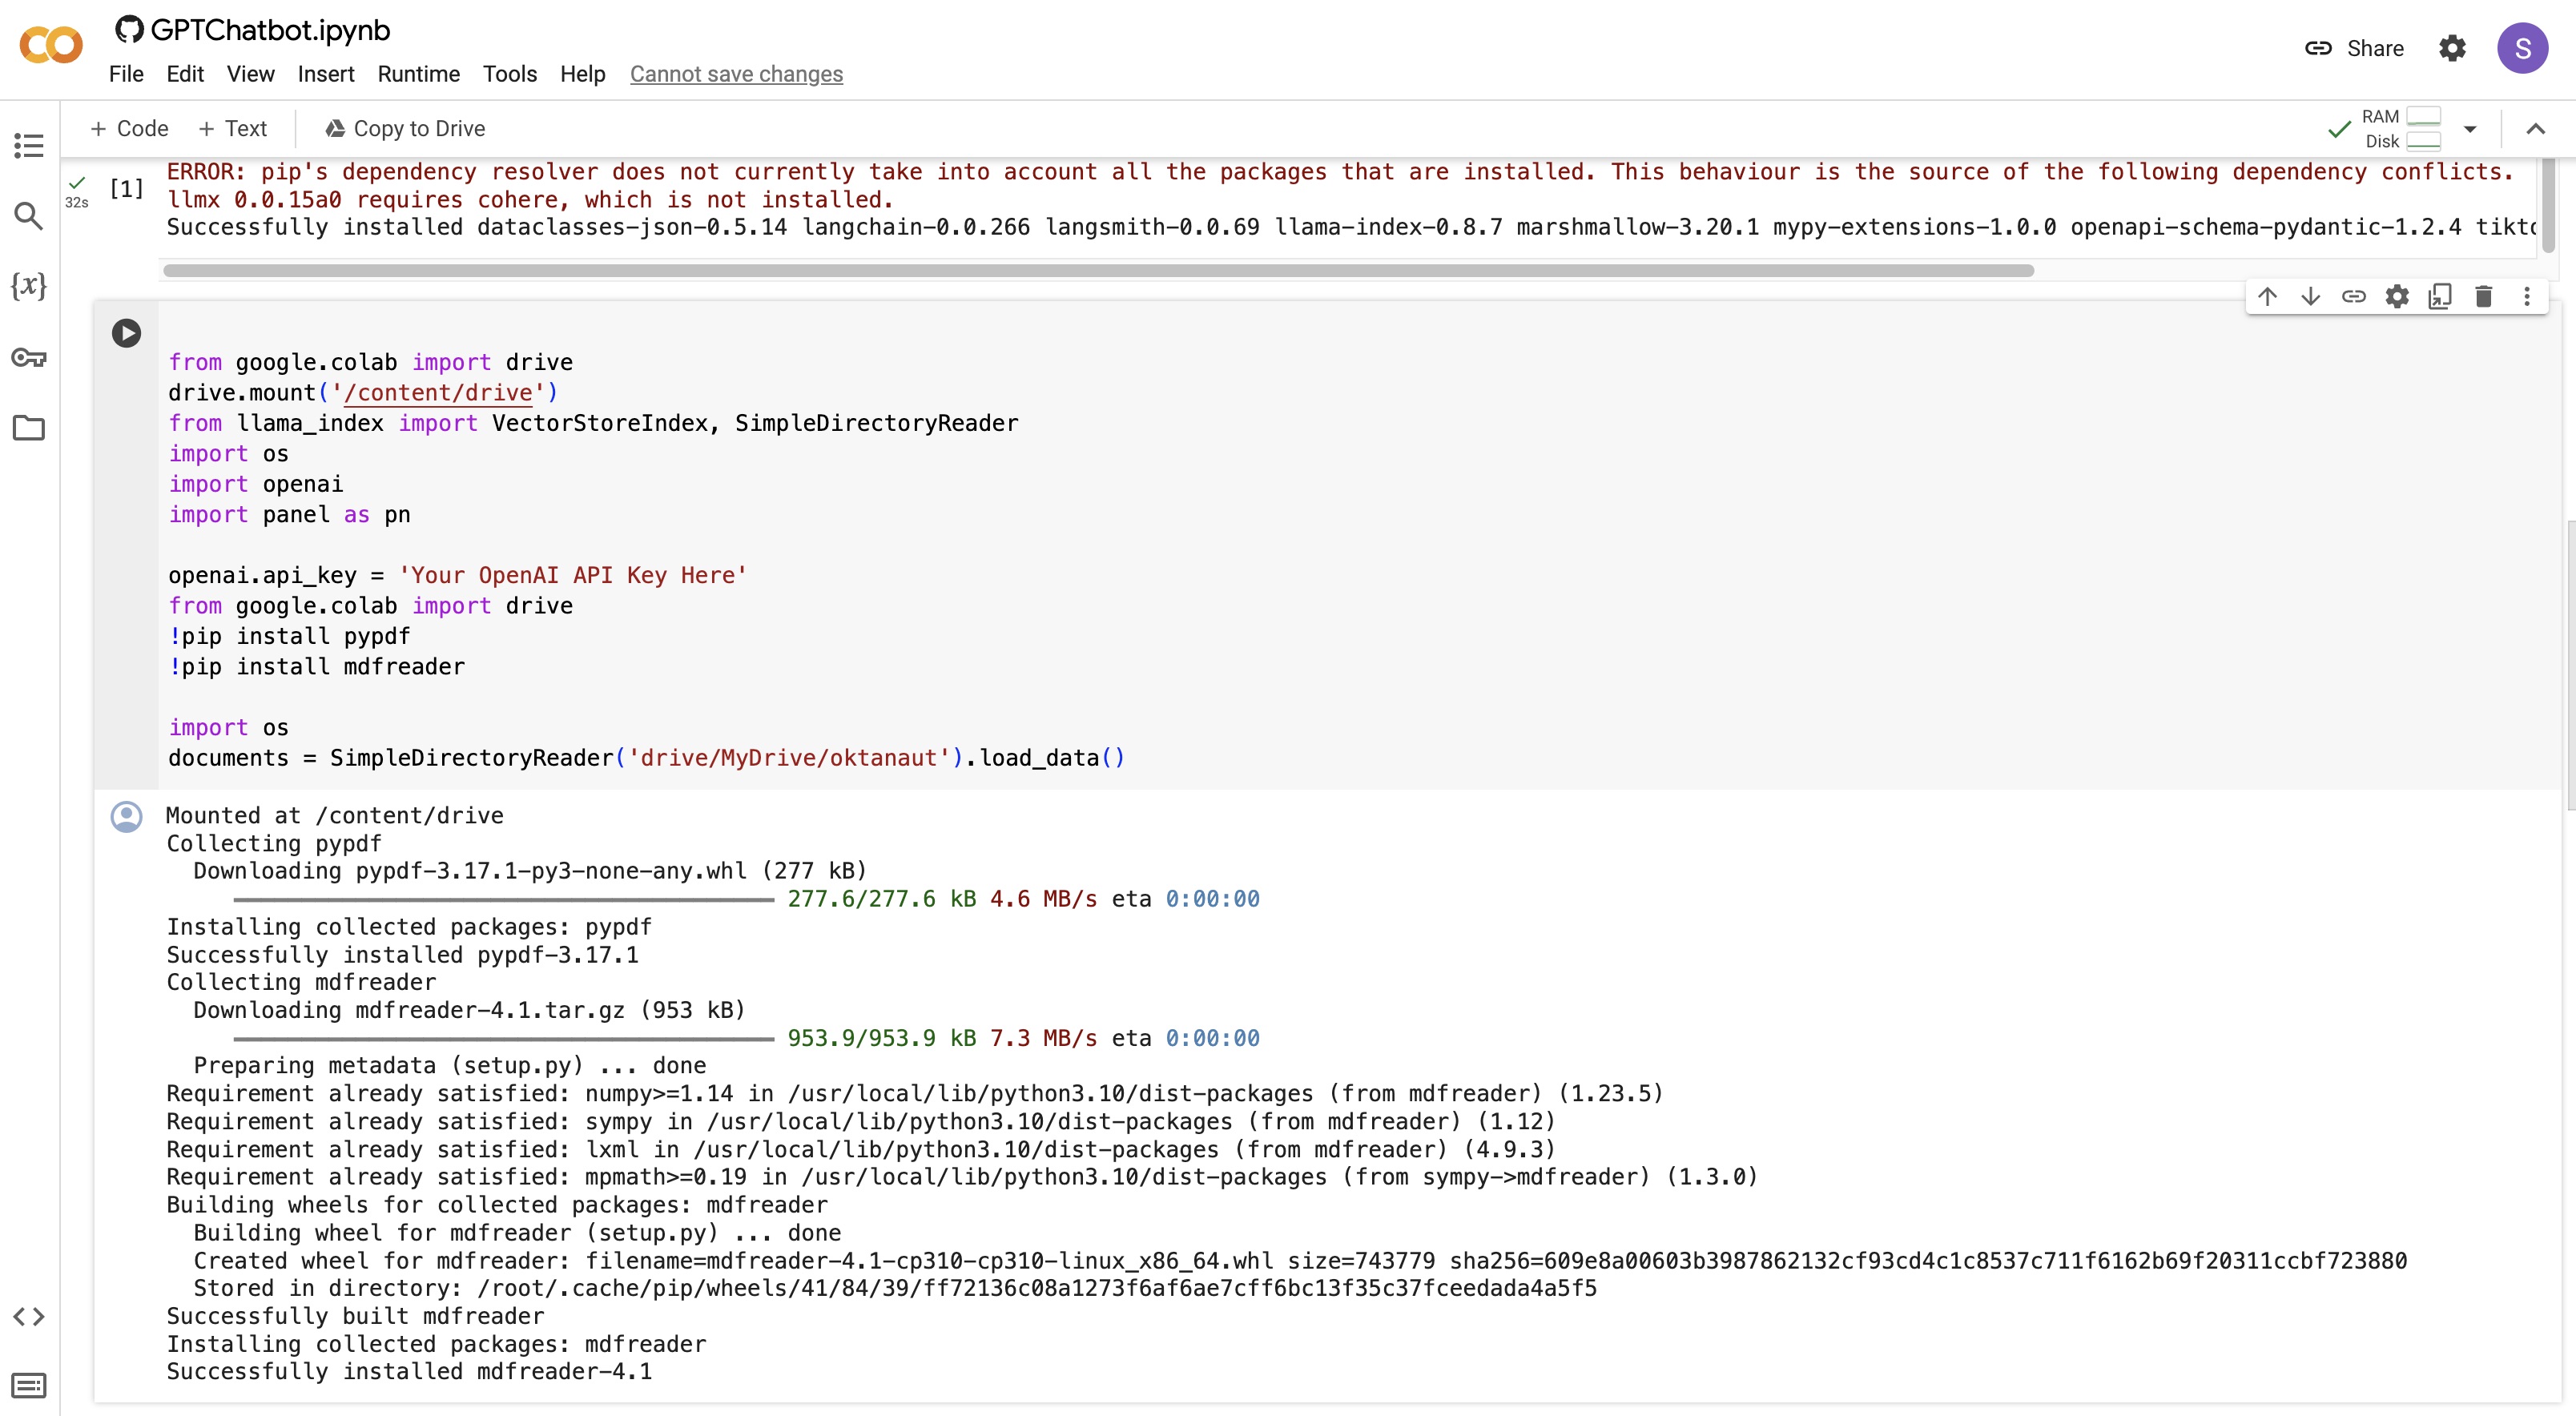 GPTChatbot.ipynb
File Edit View Insert Runtime Tools Help Cannot save changes
Share
S
+ Code + Text Copy to Drive
RAM
Disk
ERROR: pip's dependency resolver does not currently take into account all the packages that are installed. This behaviour is the source of the following dependency conflicts.
[1]
32s
llmx 0.0.15a0 requires cohere, which is not installed.
Successfully installed dataclasses-json-0.5.14 langchain-0.0.266 langsmith-0.0.69 llama-index-0.8.7 marshmallow-3.20.1 mypy-extensions-1.0.0 openapi-schema-pydantic-1.2.4
{x}
from google.colab import drive
drive.mount('/content/drive')
from llama_index import VectorStoreIndex, SimpleDirectoryReader
import os
import openai
import panel as pn
openai.api_key = 'Your OpenAI API Key Here'
from google.colab import drive
!pip install pypdf
!pip install mdfreader
import os
documents = SimpleDirectoryReader('drive/MyDrive/oktanaut').load_data()
Mounted at /content/drive
Collecting pypdf
Downloading pypdf-3.17.1-py3-none-any.whl (277 kB)
277.6/277.6 kB 4.6 MB/s eta 0:00:00
Installing collected packages: pypdf
Successfully installed pypdf-3.17.1
Collecting mdfreader
Downloading mdfreader-4.1.tar.gz (953 kB)
953.9/953.9 kB 7.3 MB/s eta 0:00:00
Preparing metadata (setup.py) ... done
Requirement already satisfied: numpy>=1.14 in /usr/local/lib/python3.10/dist-packages (from mdfreader) (1.23.5)
Requirement already satisfied: sympy in /usr/local/lib/python3.10/dist-packages (from mdfreader) (1.12)
Requirement already satisfied: lxml in /usr/local/lib/python3.10/dist-packages (from mdfreader) (4.9.3)
Requirement already satisfied: mpmath>=0.19 in /usr/local/lib/python3.10/dist-packages (from sympy->mdfreader) (1.3.0)
Building wheels for collected packages: mdfreader
Building wheel for mdfreader (setup.py) ... done
Created wheel for mdfreader: filename=mdfreader-4.1-cp310-cp310-linux_x86_64.whl size=743779 sha256=609e8a00603b3987862132cf93cd4c1c8537c711f6162b69f20311ccbf723880
Stored in directory: /root/.cache/pip/wheels/41/84/39/ff72136c08a1273f6af6ae7cff6bc13f35c37fceedada4a5f5
Successfully built mdfreader
Installing collected packages: mdfreader
Successfully installed mdfreader-4.1